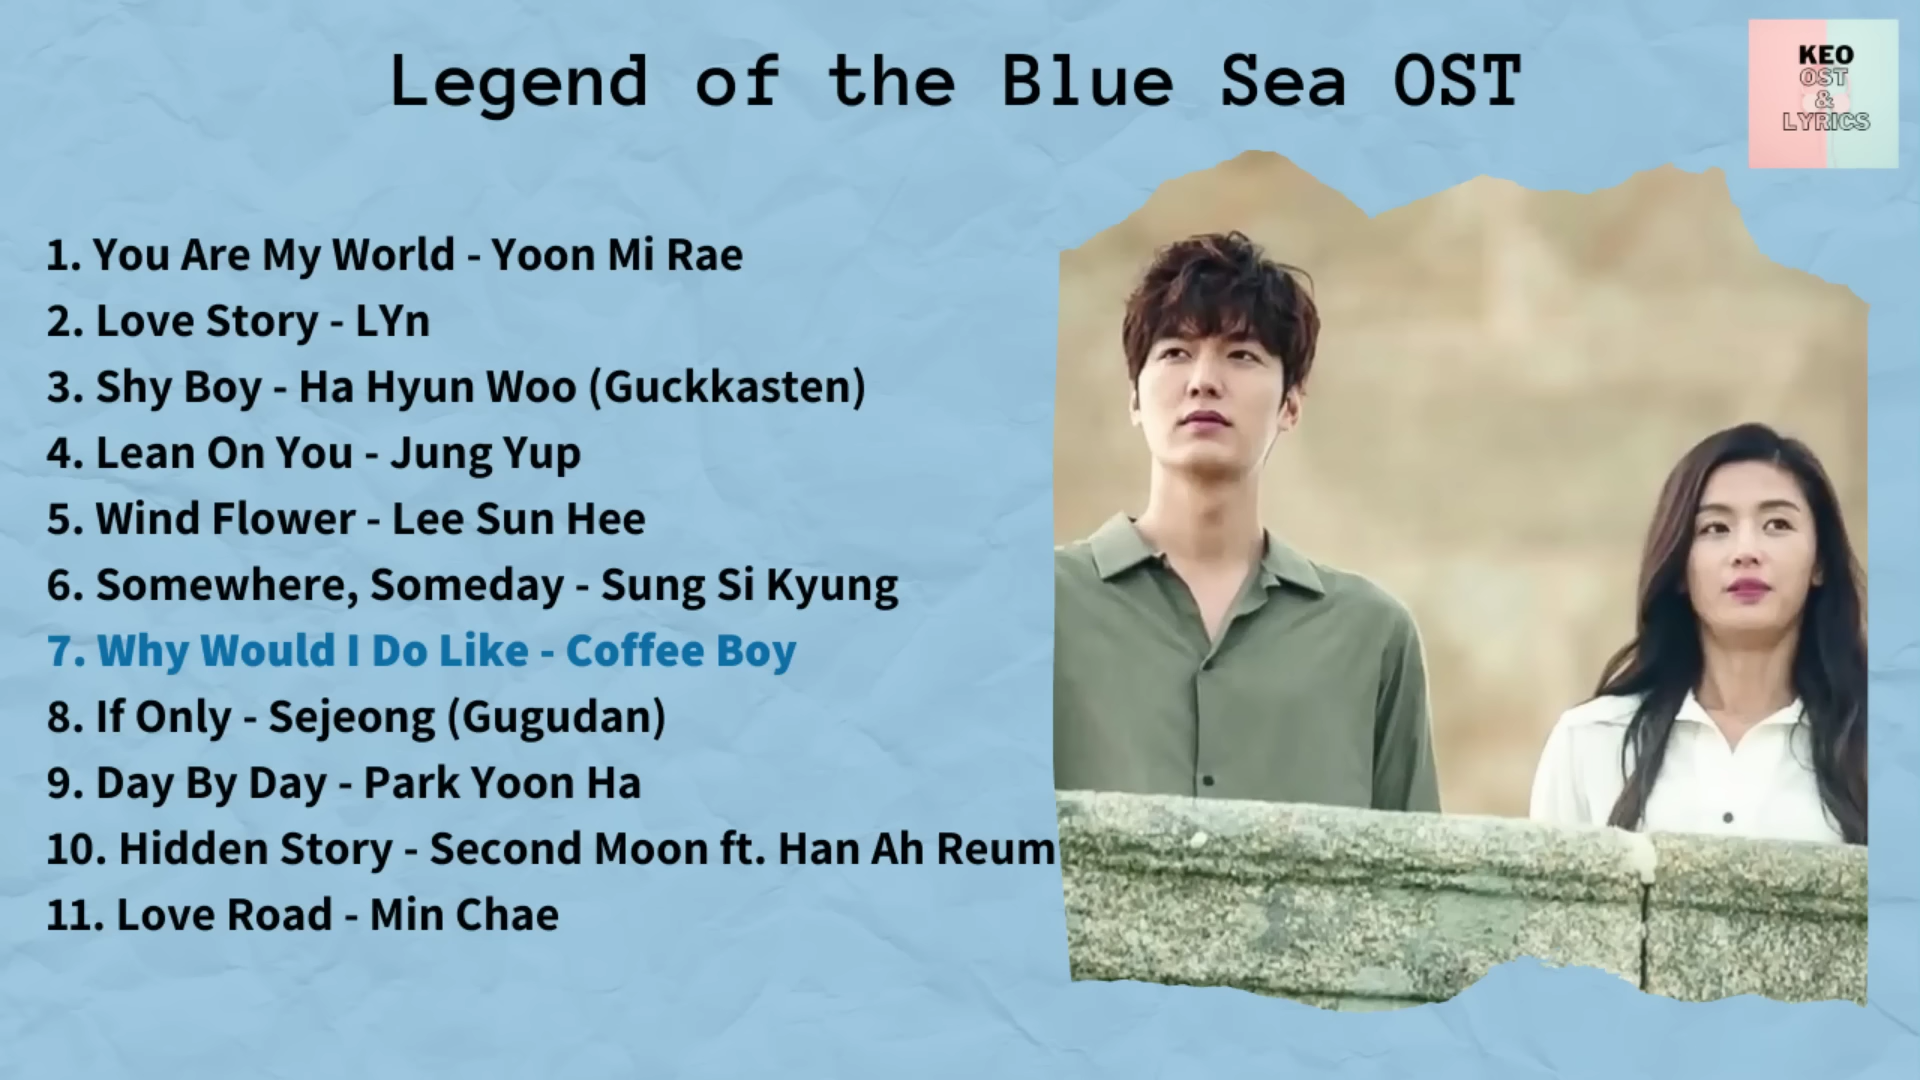 Legend of the Blue Sea OST
KEO
OST
&
LYRICS
1. You Are My World - Yoon Mi Rae
2. Love Story - LYn
3. Shy Boy - Ha Hyun Woo (Guckkasten)
4. Lean On You - Jung Yup
5. Wind Flower - Lee Sun Hee
6. Somewhere, Someday - Sung Si Kyung
7. Why Would I Do Like - Coffee Boy
8. If Only - Sejeong (Gugudan)
9. Day By Day - Park Yoon Ha
10. Hidden Story - Second Moon ft. Han Ah Reum
11. Love Road - Min Chae